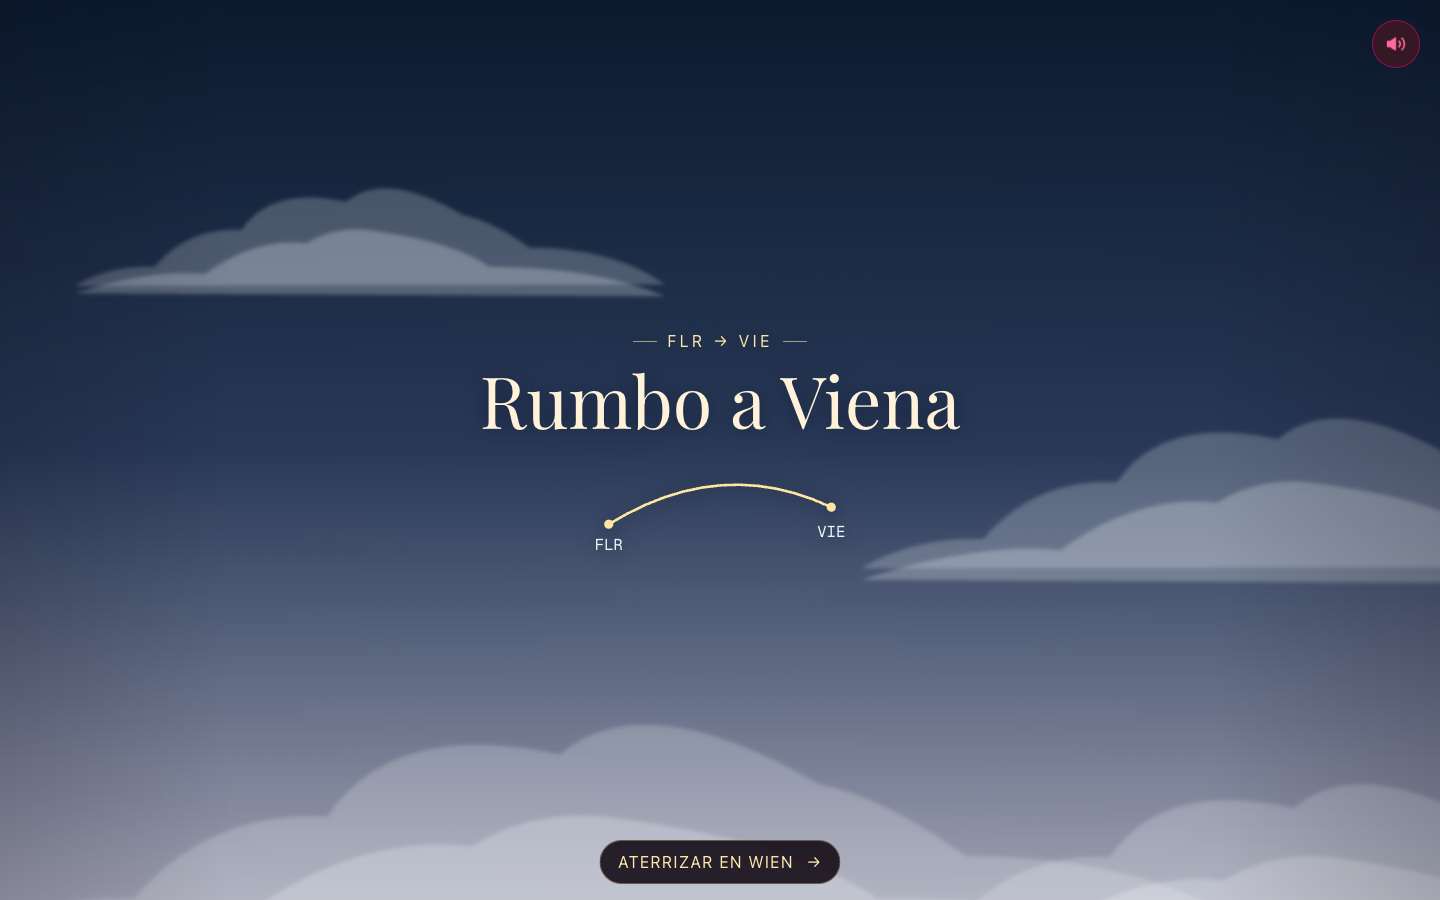 FLR → VIE
Rumbo a Viena
FLR
VIE
ATERRIZAR EN WIEN →